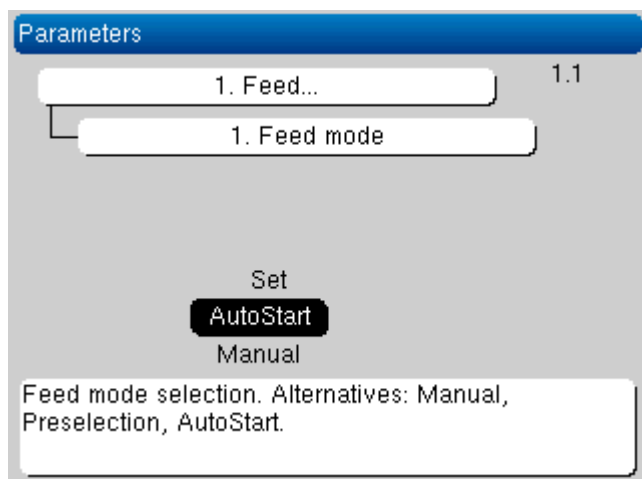 Parameters
1. Feed... 1.1
1. Feed mode
Set
AutoStart
Manual
Feed mode selection. Alternatives: Manual,
Preselection, AutoStart.